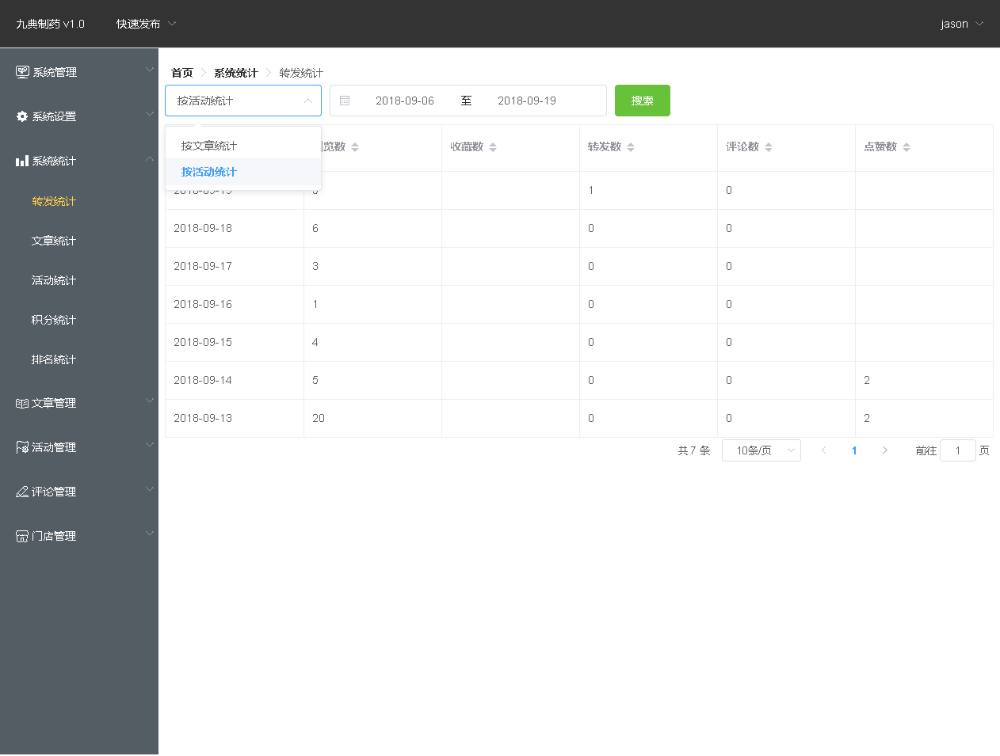 九典制药 v1.0 快速发布 jason
系统管理
系统设置
系统统计
转发统计
文章统计
活动统计
积分统计
排名统计
文章管理
活动管理
评论管理
门店管理
首页 系统统计 转发统计
按活动统计 2018-09-06 至 2018-09-19 搜索
按文章统计
按活动统计
览数 收藏数 转发数 评论数 点赞数
1 0
2018-09-18 6 0 0
2018-09-17 3 0 0
2018-09-16 1 0 0
2018-09-15 4 0 0
2018-09-14 5 0 0 2
2018-09-13 20 0 0 2
共 7 条 10条/页 1 前往 1 页